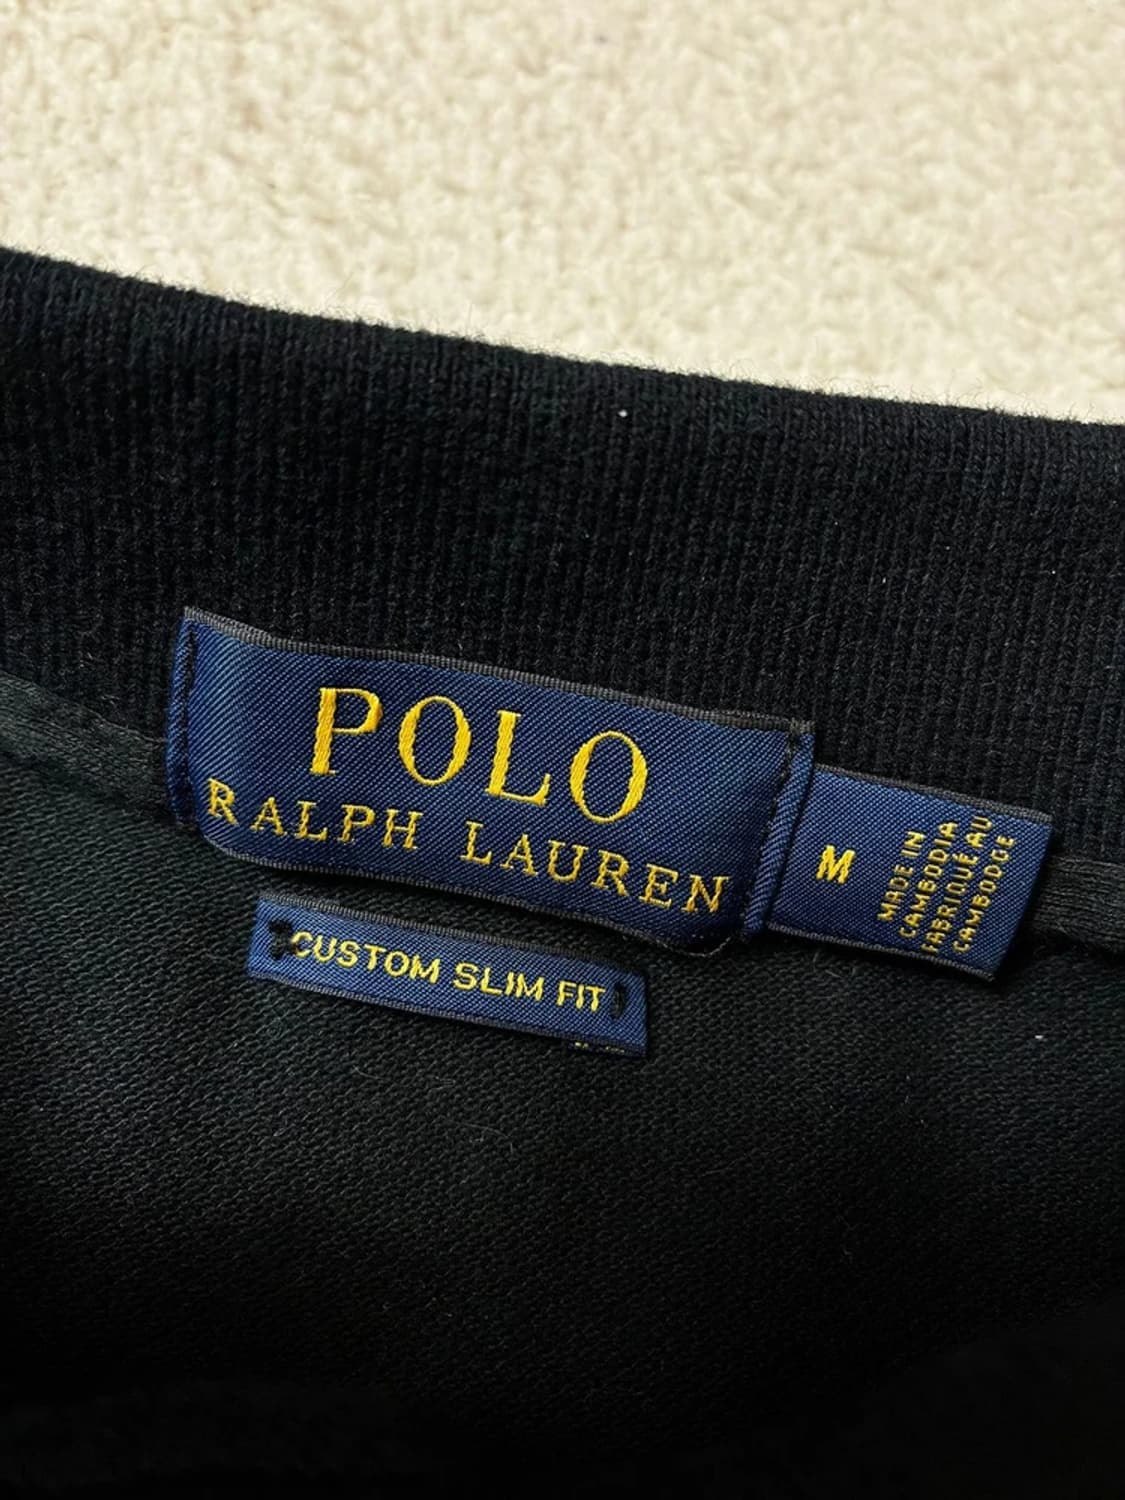 POLO
RALPH LAUREN
M
MADE IN
CAMBODIA
FABRIQUÉ AU
CAMBODGE
CUSTOM SLIM FIT